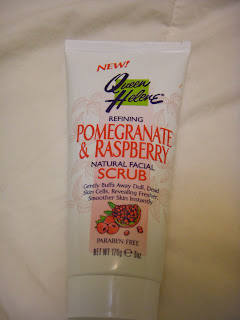 NEW!
Queen
Helene
REFINING
POMEGRANATE
& RASPBERRY
NATURAL FACIAL
SCRUB
Gently Buffs Away Dull, Dead
Skin Cells, Revealing Fresher,
Smoother Skin Instantly
PARABEN FREE
NET WT 170g e 6oz